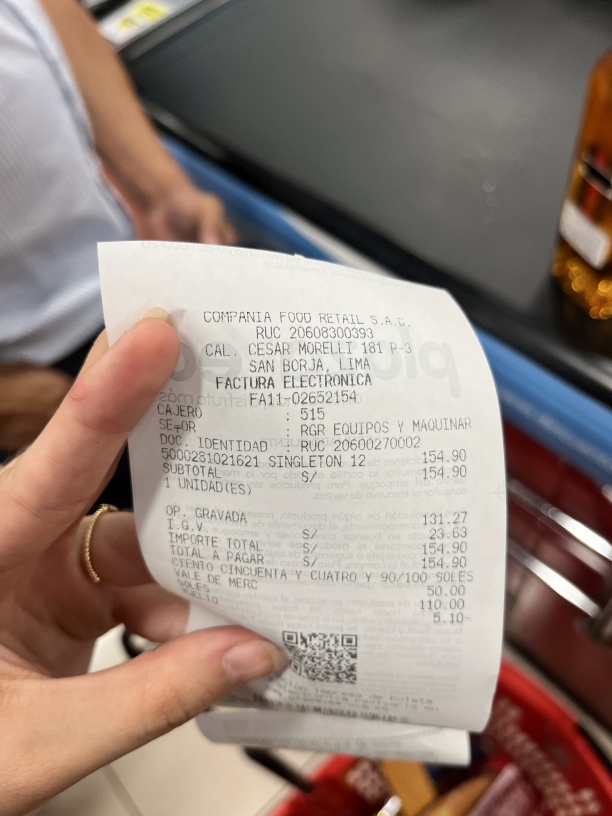 COMPANIA FOOD RETAIL S.A.C.
RUC 20608300393
CAL. CESAR MORELLI 181 P-3
SAN BORJA, LIMA
FACTURA ELECTRONICA
FA11-02652154
CAJERO : 515
SE~OR : RGR EQUIPOS Y MAQUINAR
DOC. IDENTIDAD : RUC 20600270002
5000281021621 SINGLETON 12 154.90
SUBTOTAL S/ 154.90
1 UNIDAD(ES)
OP. GRAVADA 131.27
I.G.V. 23.63
IMPORTE TOTAL S/ 154.90
TOTAL A PAGAR S/ 154.90
CIENTO CINCUENTA Y CUATRO Y 90/100 SOLES
VALE DE MERC 50.00
SOLES 110.00
VUELTO 5.10-